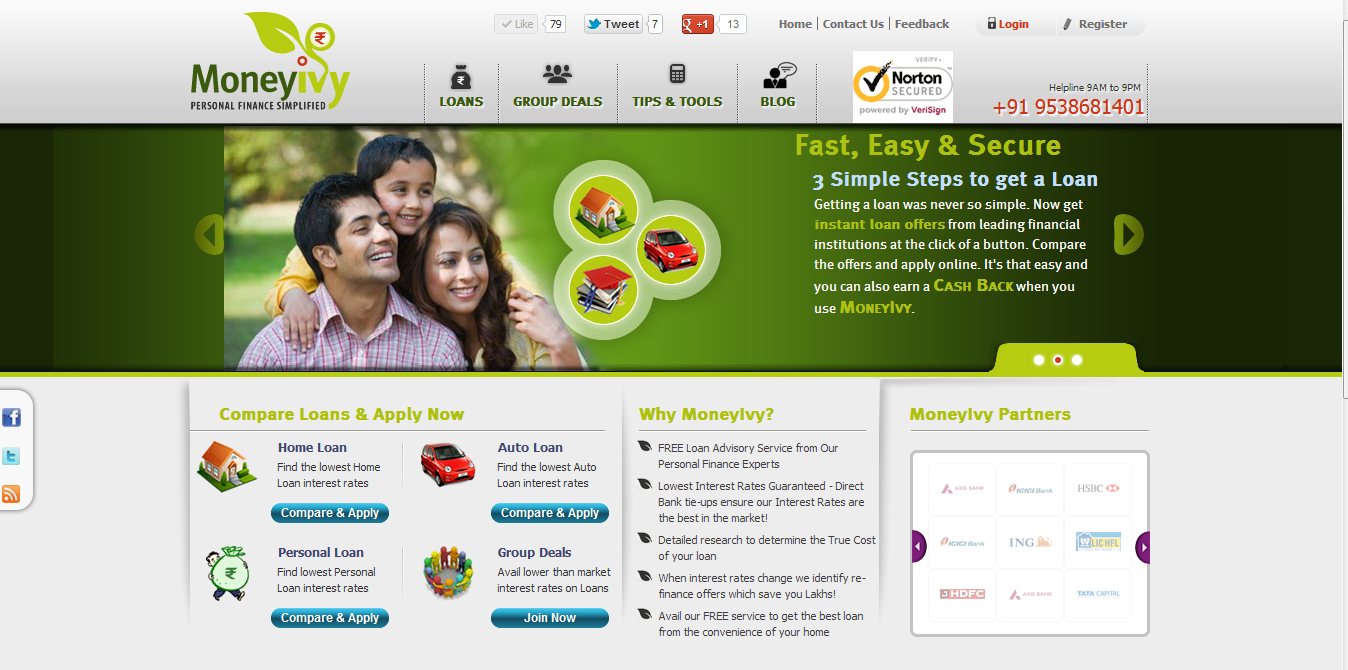 Like 79 Tweet 7 +1 13 Home | Contact Us | Feedback Login Register
₹
Moneyivy
PERSONAL FINANCE SIMPLIFIED
LOANS GROUP DEALS TIPS & TOOLS BLOG
VERIFY▸
Norton
SECURED
powered by VeriSign
Helpline 9AM to 9PM
+91 9538681401
Fast, Easy & Secure
3 Simple Steps to get a Loan
Getting a loan was never so simple. Now get
instant loan offers from leading financial
institutions at the click of a button. Compare
the offers and apply online. It's that easy and
you can also earn a CASH BACK when you
use MONEYIVY.
Compare Loans & Apply Now
Home Loan
Find the lowest Home
Loan interest rates
Compare & Apply
Auto Loan
Find the lowest Auto
Loan interest rates
Compare & Apply
Personal Loan
Find lowest Personal
Loan interest rates
Compare & Apply
Group Deals
Avail lower than market
interest rates on Loans
Join Now
Why MoneyIvy?
FREE Loan Advisory Service from Our
Personal Finance Experts
Lowest Interest Rates Guaranteed - Direct
Bank tie-ups ensure our Interest Rates are
the best in the market!
Detailed research to determine the True Cost
of your loan
When interest rates change we identify re-
finance offers which save you Lakhs!
Avail our FREE service to get the best loan
from the convenience of your home
MoneyIvy Partners
AXIS BANK ICICI Bank HSBC
ICICI Bank ING LICHFL
HDFC AXIS BANK TATA CAPITAL